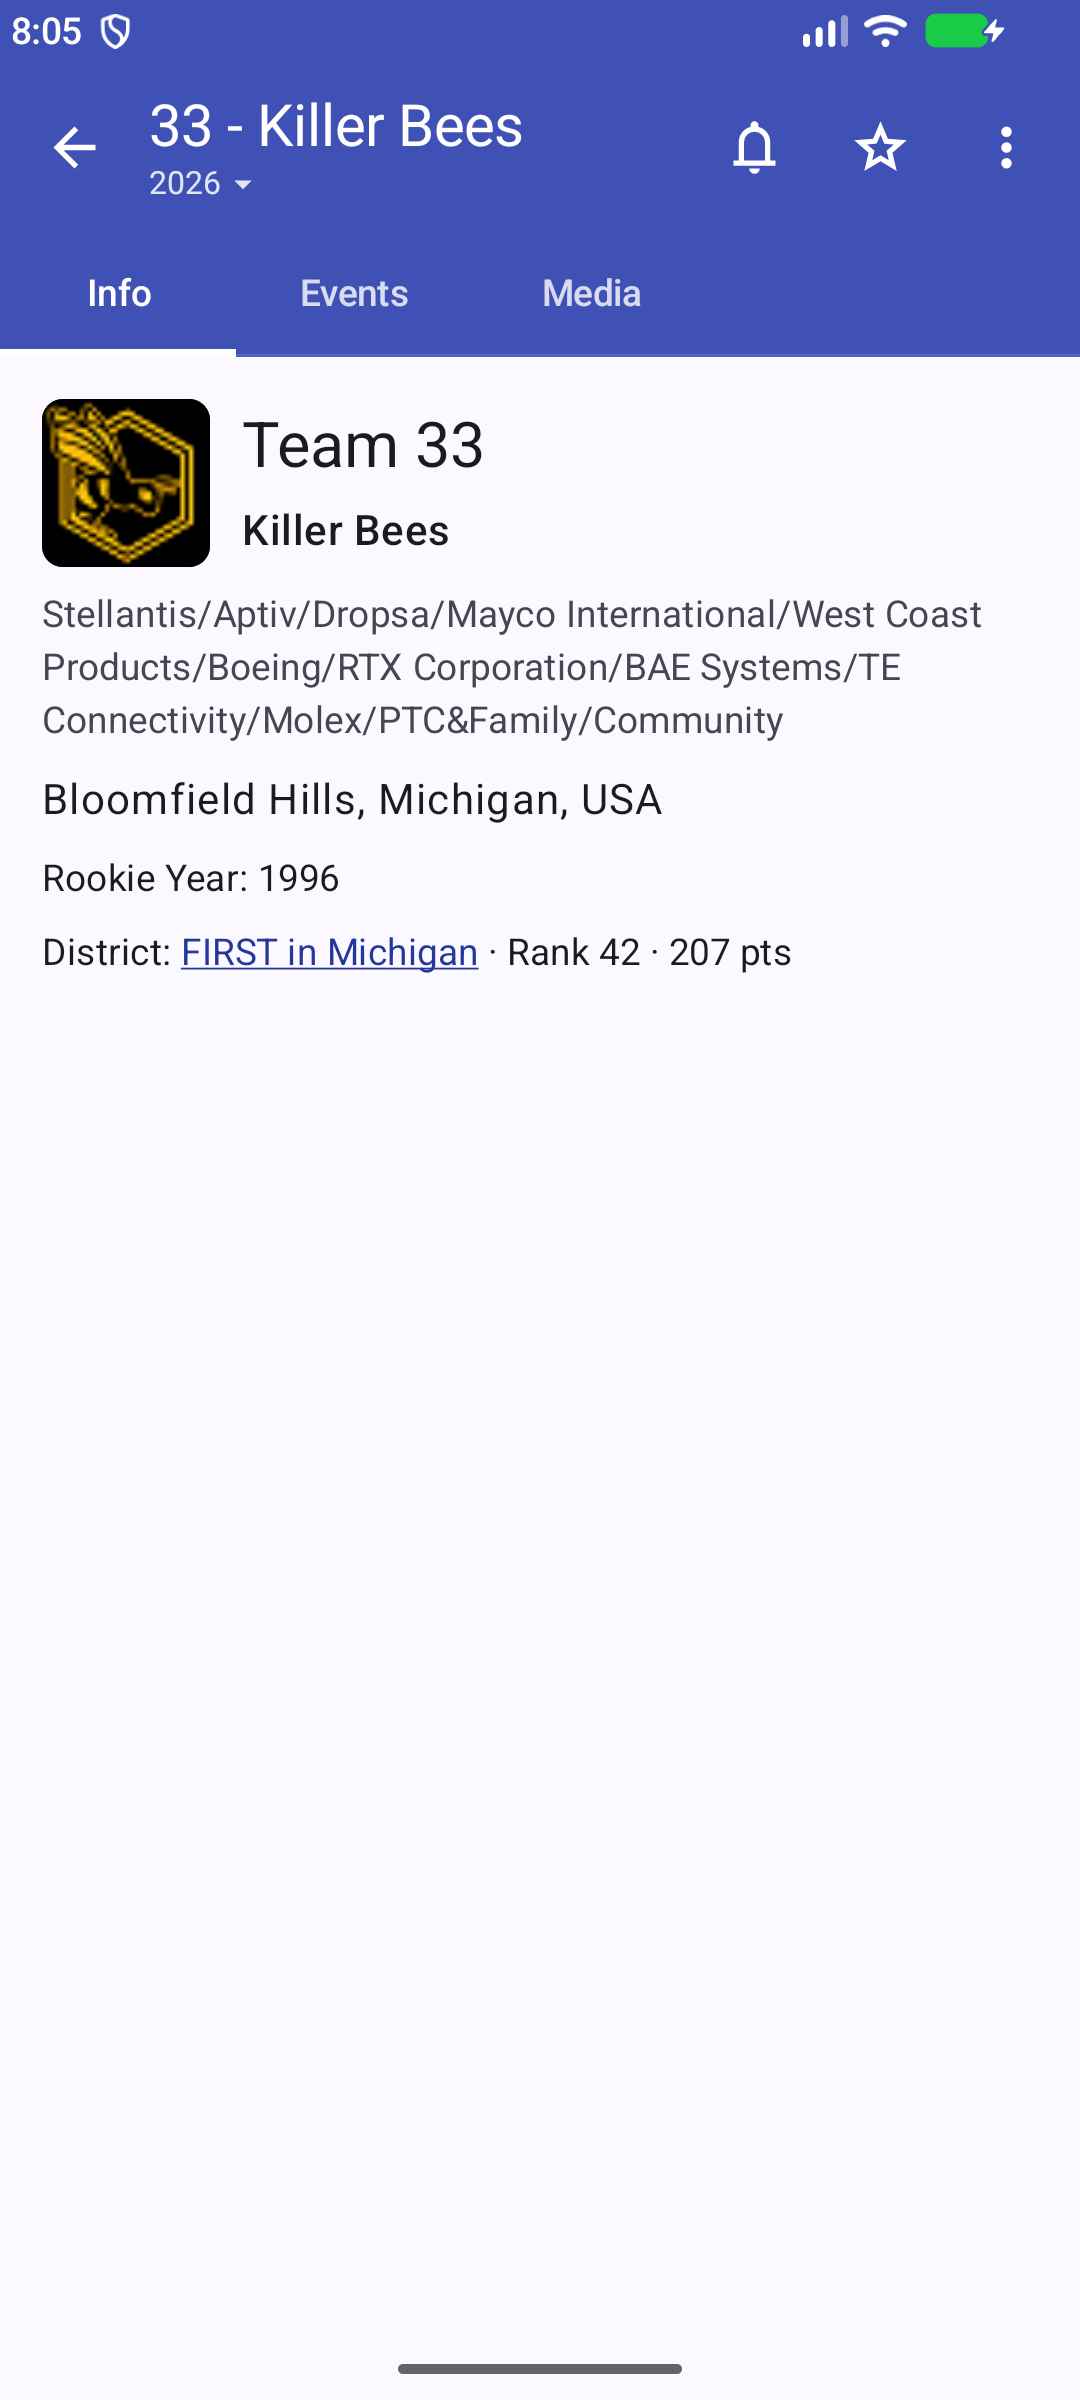 8:05
33 - Killer Bees
2026
Info
Events
Media
Team 33
Killer Bees
Stellantis/Aptiv/Dropsa/Mayco International/West Coast
Products/Boeing/RTX Corporation/BAE Systems/TE
Connectivity/Molex/PTC&Family/Community
Bloomfield Hills, Michigan, USA
Rookie Year: 1996
District: FIRST in Michigan · Rank 42 · 207 pts